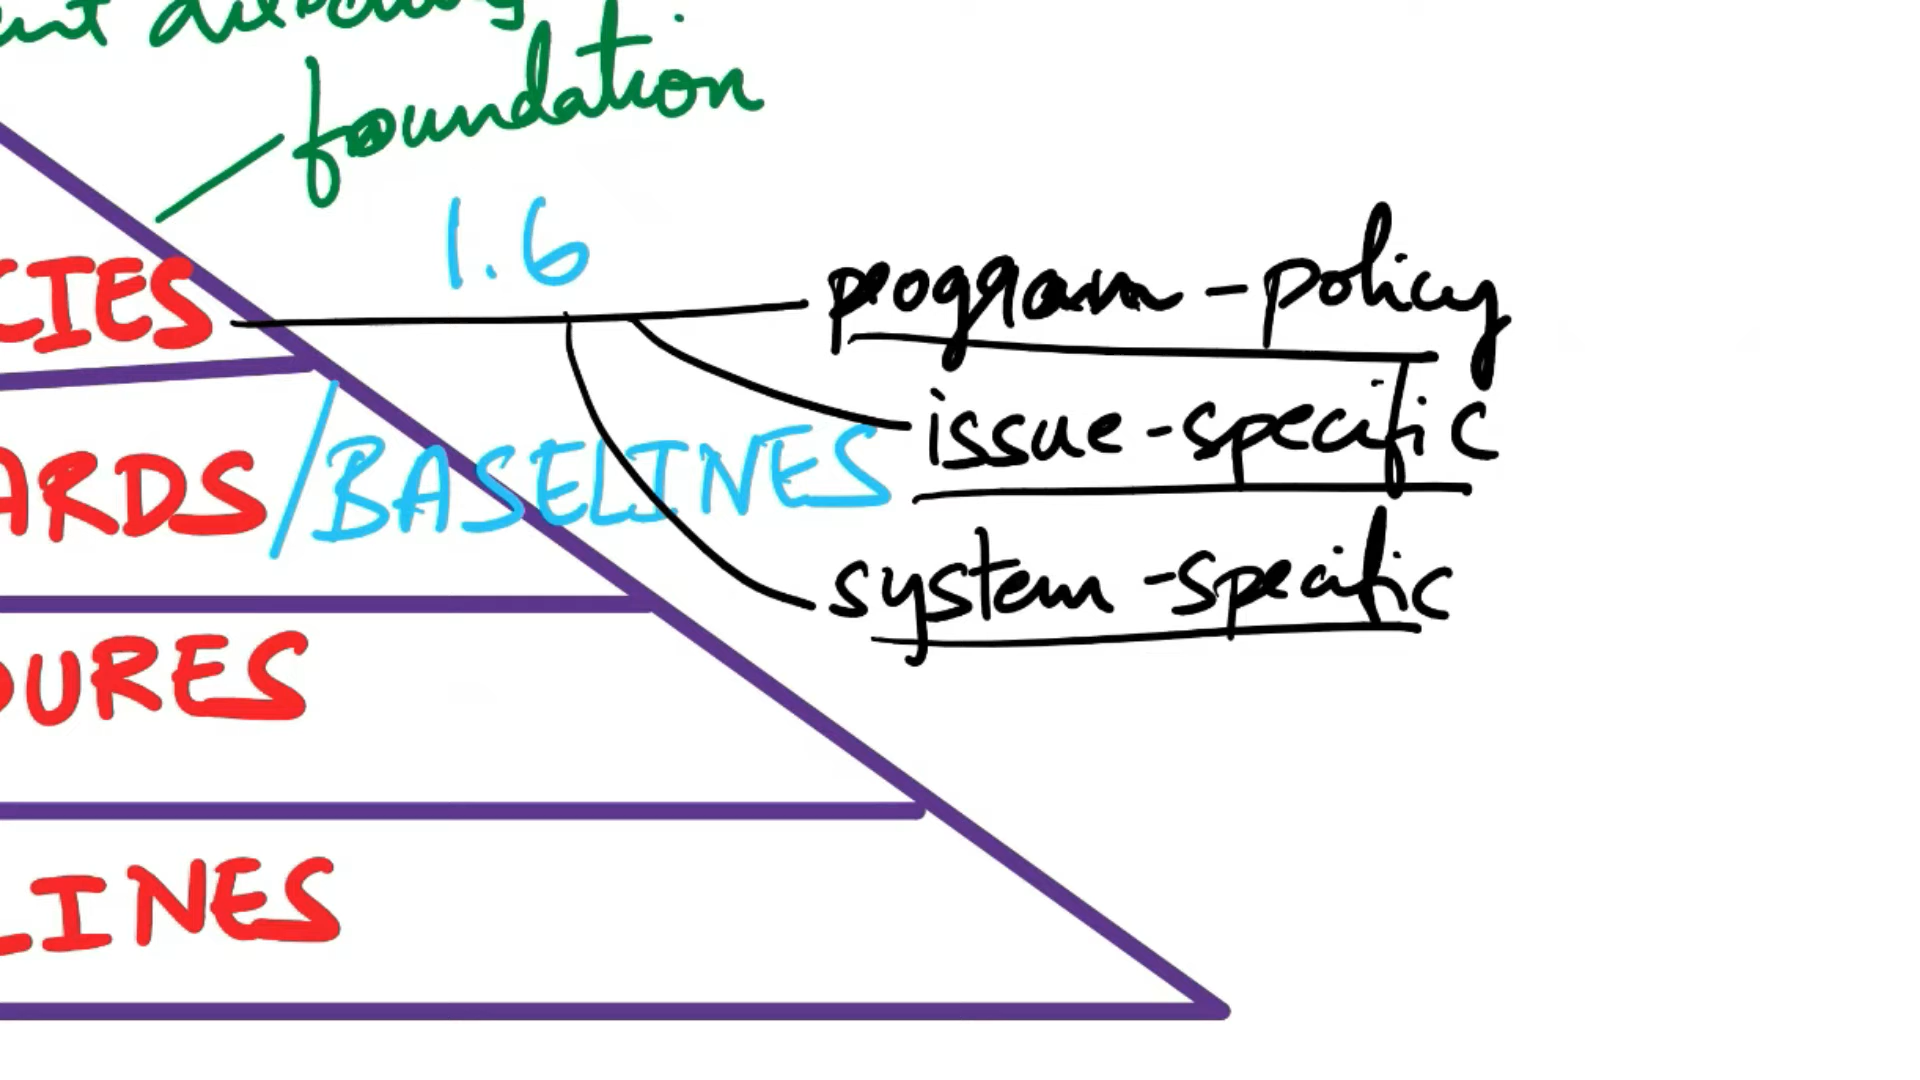 foundation
1.6
CIES
program - policy
issue - specific
ARDS/BASELINES
system - specific
DURES
LINES